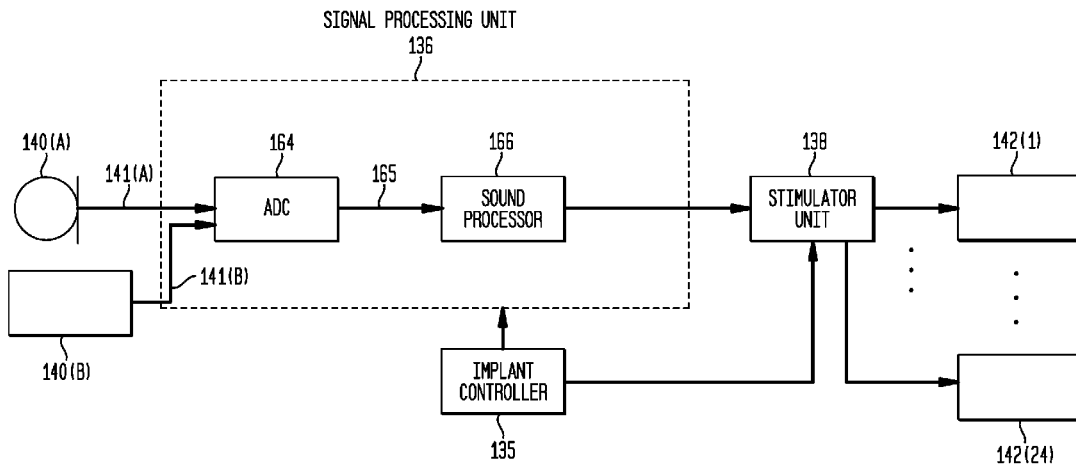 SIGNAL PROCESSING UNIT
136
140(A)
141(A)
164
ADC
165
166
SOUND
PROCESSOR
138
STIMULATOR
UNIT
142(1)
141(B)
140(B)
IMPLANT
CONTROLLER
135
142(24)